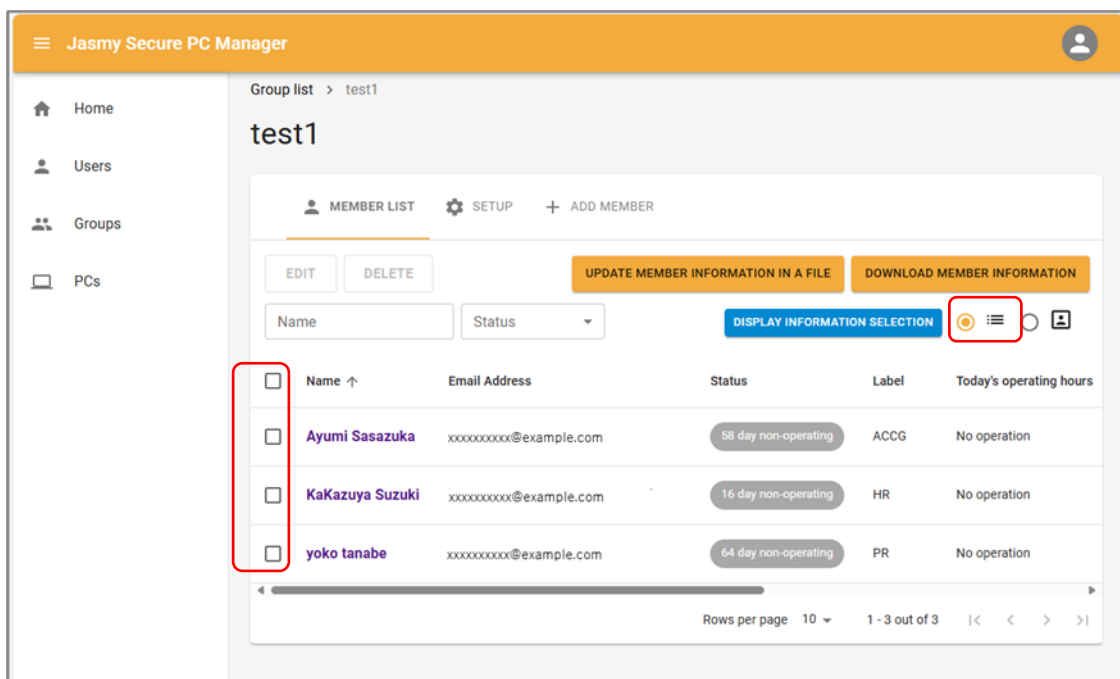 Jasmy Secure PC Manager
Home
Users
Groups
PCs
Group list > test1
test1
MEMBER LIST SETUP + ADD MEMBER
EDIT DELETE UPDATE MEMBER INFORMATION IN A FILE DOWNLOAD MEMBER INFORMATION
Name Status DISPLAY INFORMATION SELECTION
Name ↑ Email Address Status Label Today's operating hours
Ayumi Sasazuka xxxxxxxxxx@example.com 58 day non-operating ACCG No operation
KaKazuya Suzuki xxxxxxxxxx@example.com 16 day non-operating HR No operation
yoko tanabe xxxxxxxxxx@example.com 64 day non-operating PR No operation
Rows per page 10 1 - 3 out of 3